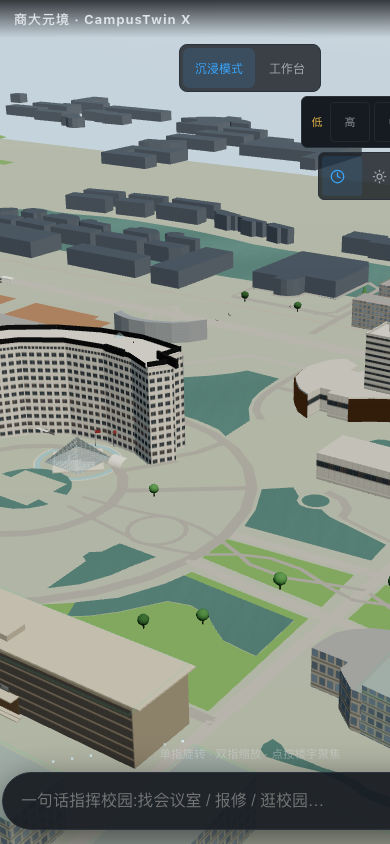 商大元境 · CampusTwin X
沉浸模式 工作台
低 高
单指旋转 · 双指缩放 · 点按楼宇聚焦
一句话指挥校园:找会议室 / 报修 / 逛校园…